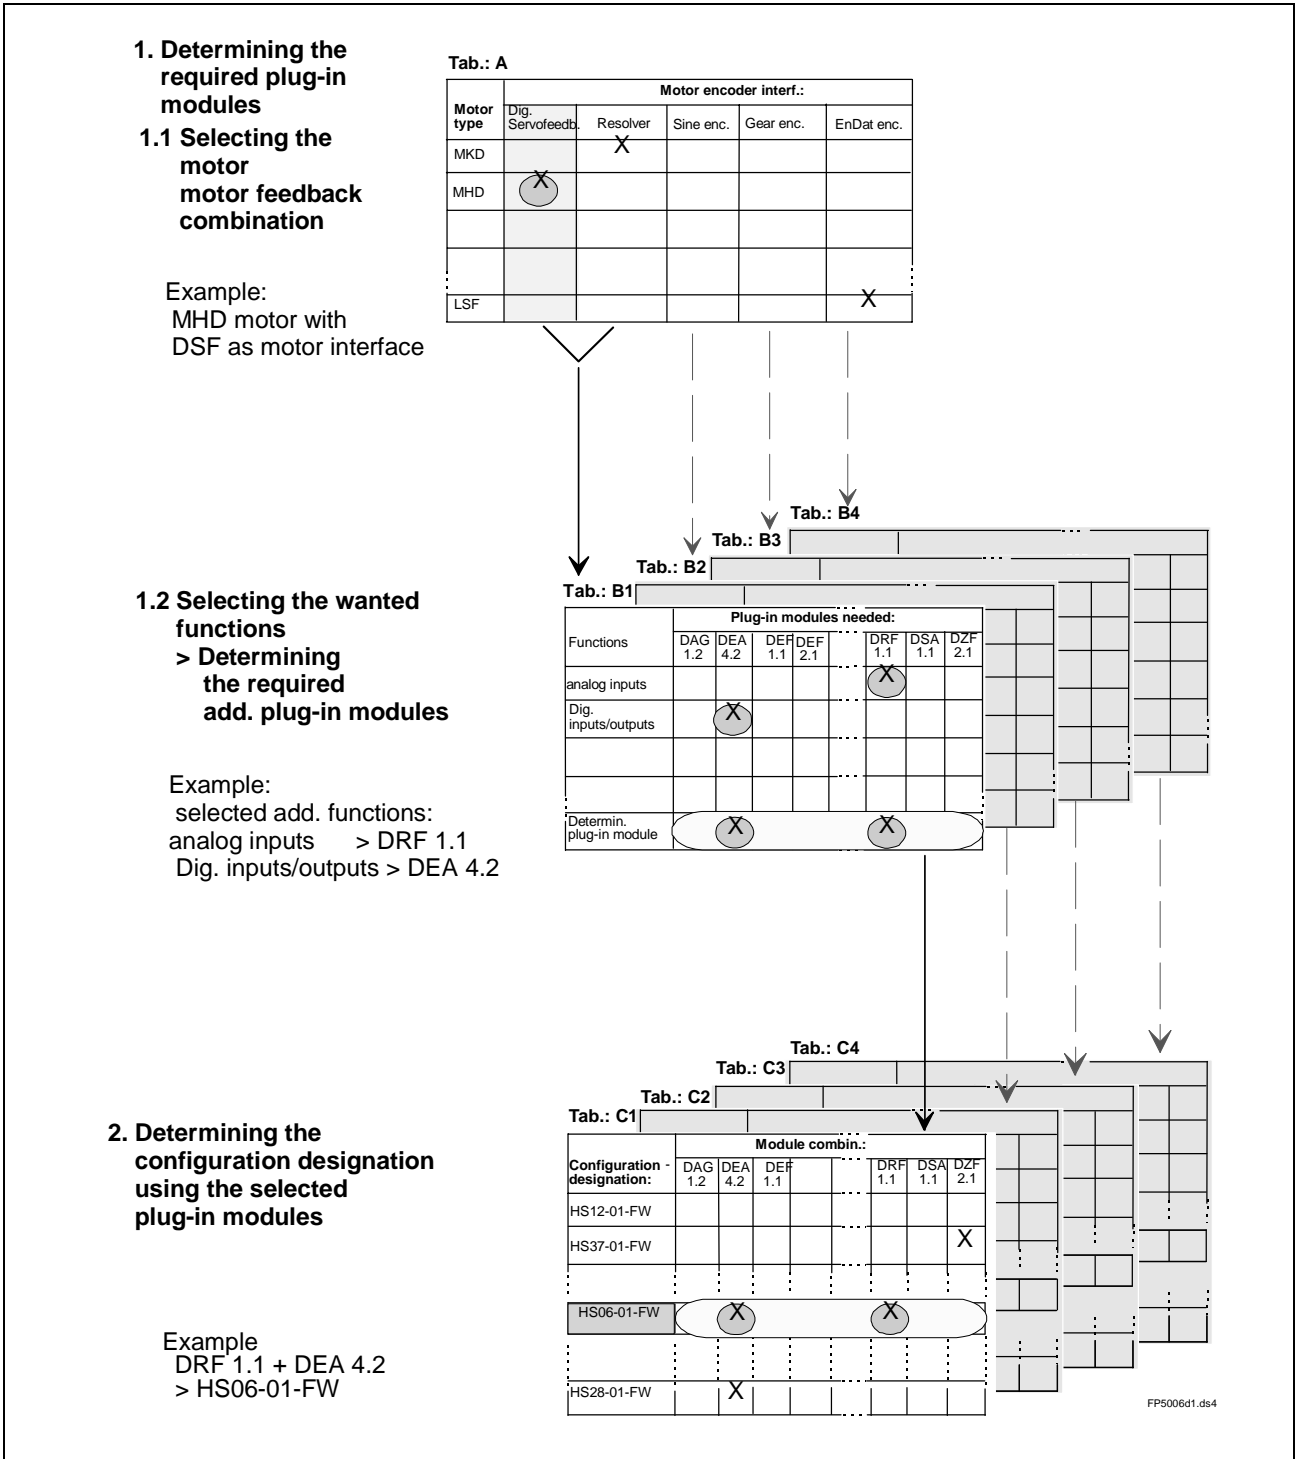 1. Determining the
required plug-in
modules
1.1 Selecting the
motor
motor feedback
combination
Example:
MHD motor with
DSF as motor interface
Tab.: A
Motor encoder interf.:
Motor
type
Dig.
Servofeedb.
Resolver
Sine enc.
Gear enc.
EnDat enc.
MKD
X
MHD
X
LSF
X
Tab.: B4
Tab.: B3
Tab.: B2
Tab.: B1
1.2 Selecting the wanted
functions
> Determining
the required
add. plug-in modules
Example:
selected add. functions:
analog inputs > DRF 1.1
Dig. inputs/outputs > DEA 4.2
Plug-in modules needed:
Functions
DAG
1.2
DEA
4.2
DEF
1.1
DEF
2.1
DRF
1.1
DSA
1.1
DZF
2.1
analog inputs
X
Dig.
inputs/outputs
X
Determin.
plug-in module
X
X
Tab.: C4
Tab.: C3
Tab.: C2
Tab.: C1
2. Determining the
configuration designation
using the selected
plug-in modules
Example
DRF 1.1 + DEA 4.2
> HS06-01-FW
Module combin.:
Configuration -
designation:
DAG
1.2
DEA
4.2
DEF
1.1
DRF
1.1
DSA
1.1
DZF
2.1
HS12-01-FW
HS37-01-FW
X
HS06-01-FW
X
X
HS28-01-FW
X
FP5006d1.ds4